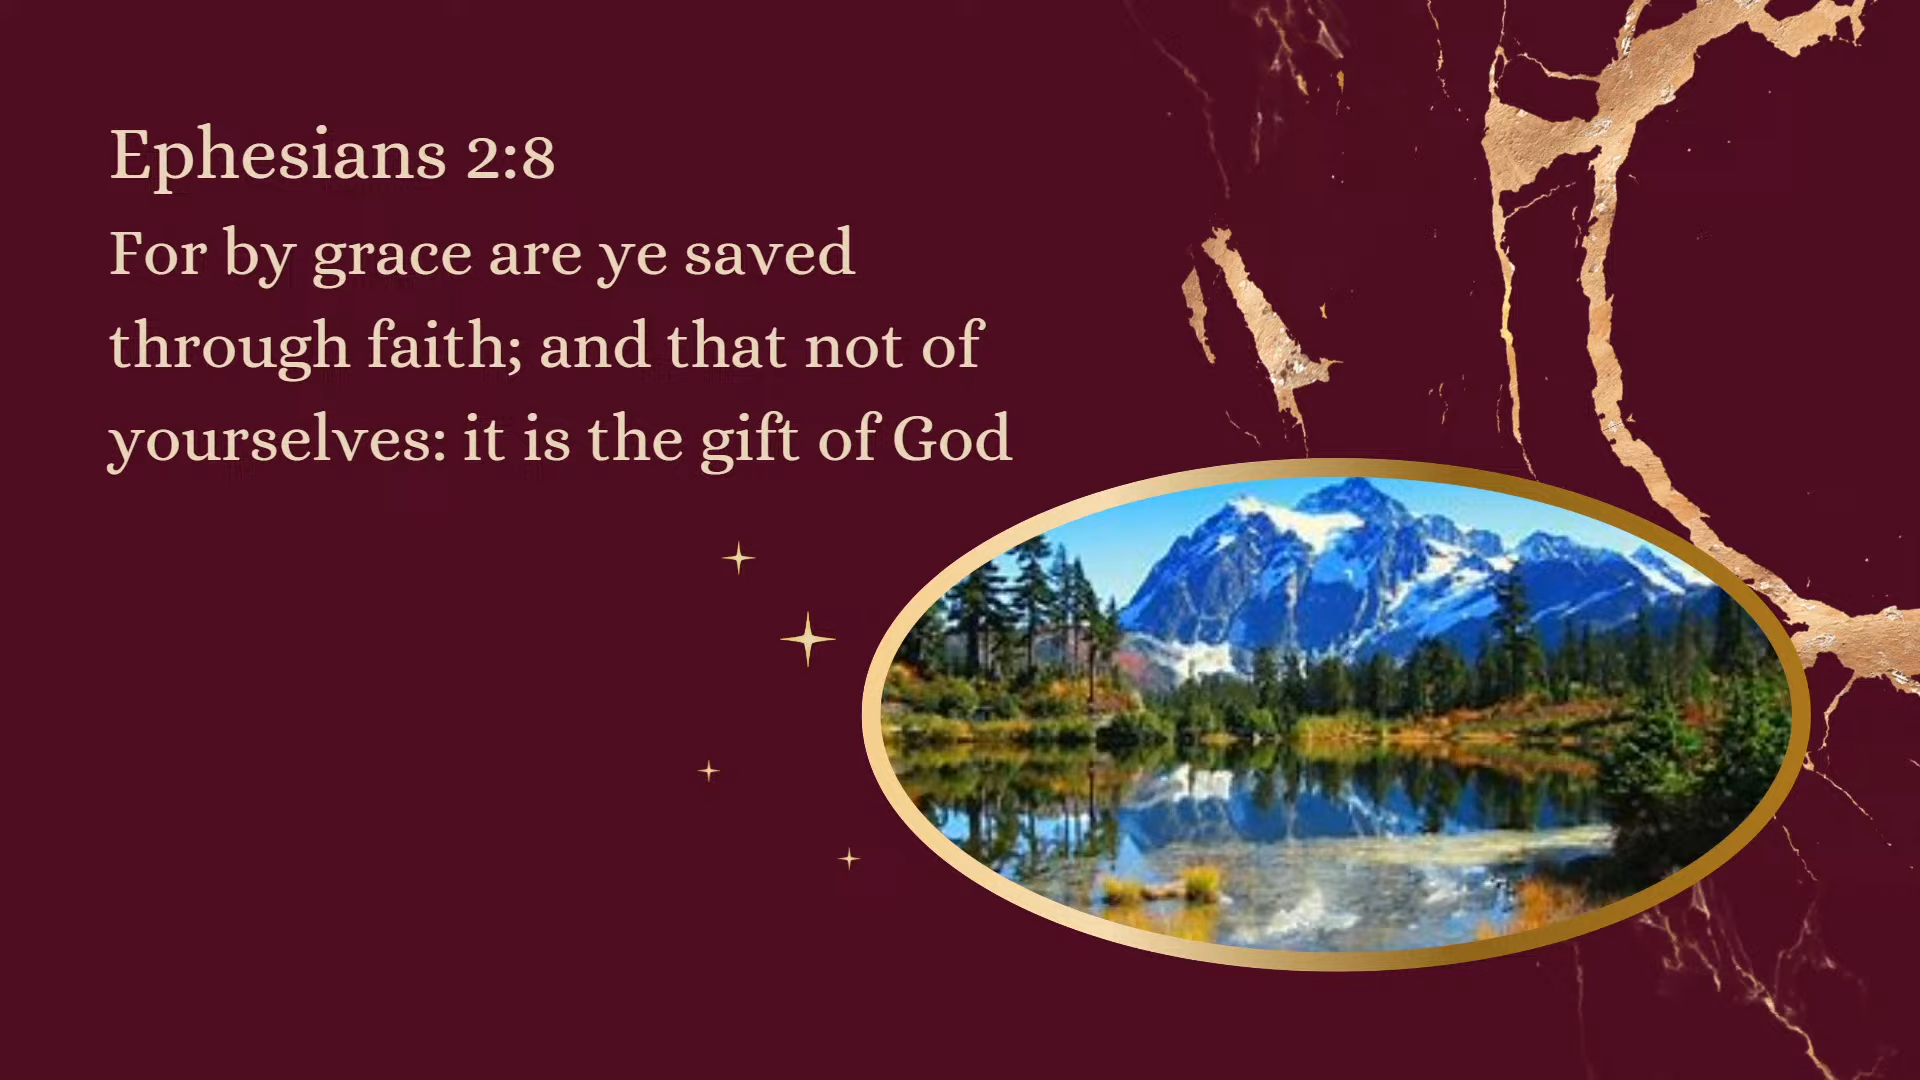 Ephesians 2:8
For by grace are ye saved
through faith; and that not of
yourselves: it is the gift of God